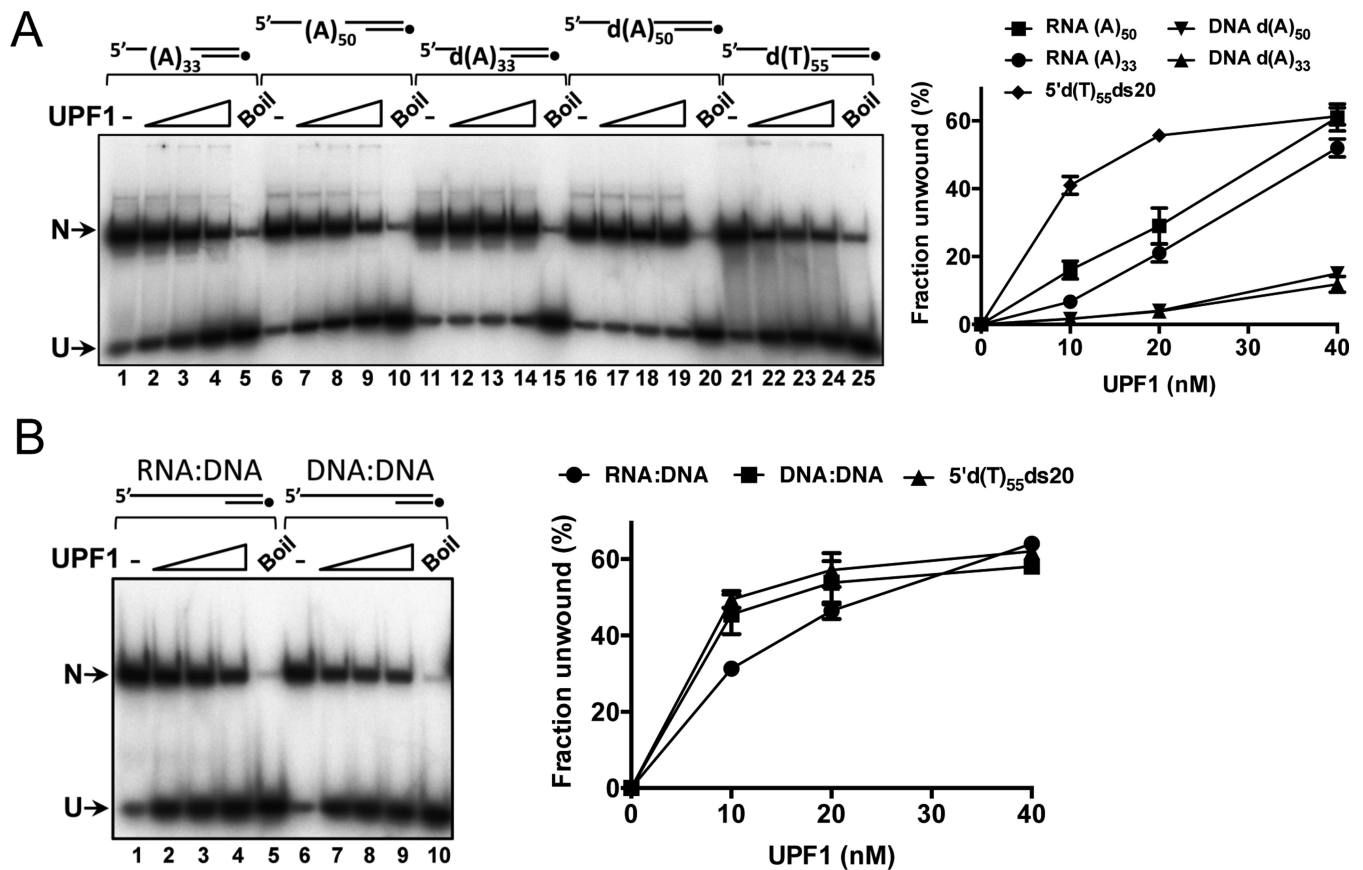 A
5’ (A)33 5’ (A)50 5’ d(A)33 5’ d(A)50 5’ d(T)55
UPF1 - Boil - Boil - Boil - Boil - Boil
N→
U→
1 2 3 4 5 6 7 8 9 10 11 12 13 14 15 16 17 18 19 20 21 22 23 24 25
RNA (A)50 DNA d(A)50
RNA (A)33 DNA d(A)33
5'd(T)55ds20
Fraction unwound (%)
60
40
20
0
0 10 20 30 40
UPF1 (nM)
B
RNA:DNA DNA:DNA
5’ 5’
UPF1 - Boil - Boil
N→
U→
1 2 3 4 5 6 7 8 9 10
RNA:DNA DNA:DNA 5'd(T)55ds20
Fraction unwound (%)
60
40
20
0
0 10 20 30 40
UPF1 (nM)